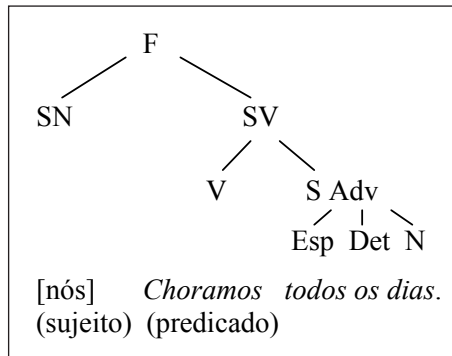 F
SN SV
V S Adv
Esp Det N
[nós] Choramos todos os dias.
(sujeito) (predicado)